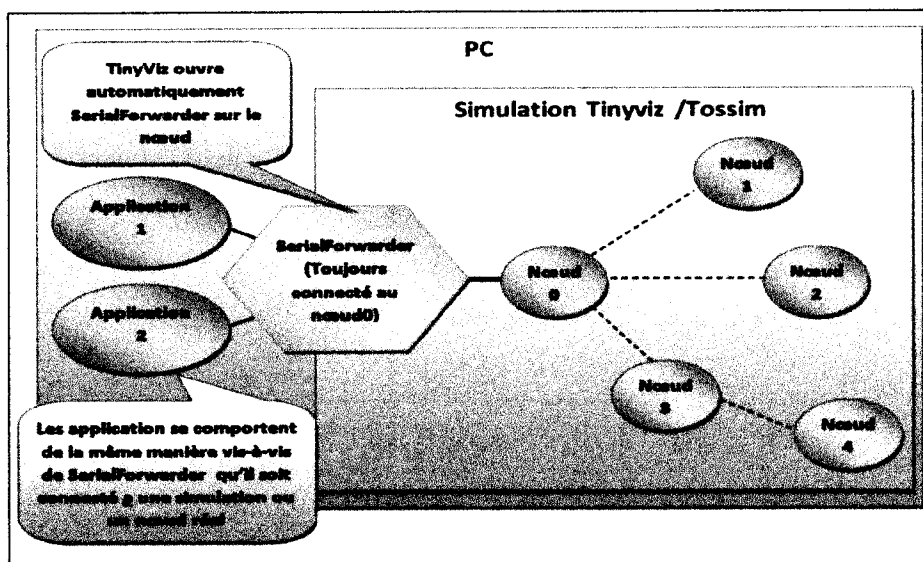 PC
TinyViz ouvre
automatiquement
SerialForwarder sur le
nœud
Simulation Tinyviz /Tossim
Application
1
Application
2
SerialForwarder
(Toujours
connecté au
nœud0)
Nœud
0
Nœud
1
Nœud
2
Nœud
3
Nœud
4
Les application se comportent
de la même manière vis-à-vis
de SerialForwarder qu'il soit
connecté a une simulation ou
un nœud réel